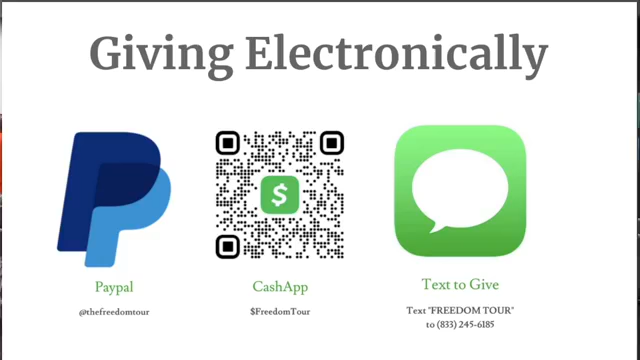 Giving Electronically
Paypal
@thefreedomtour
CashApp
$FreedomTour
Text to Give
Text "FREEDOM TOUR"
to (833) 245-6185